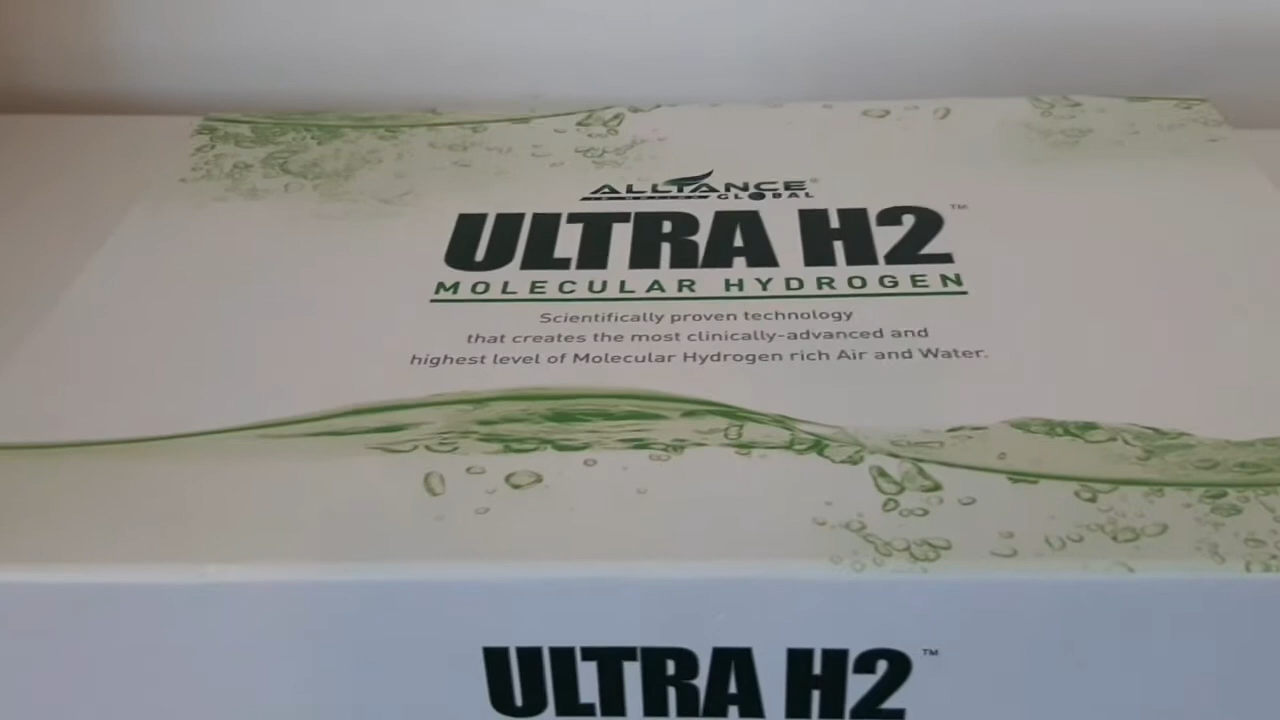 ALLIANCE®
GLOBAL
ULTRA H2™
MOLECULAR HYDROGEN
Scientifically proven technology
that creates the most clinically-advanced and
highest level of Molecular Hydrogen rich Air and Water.
ULTRA H2™